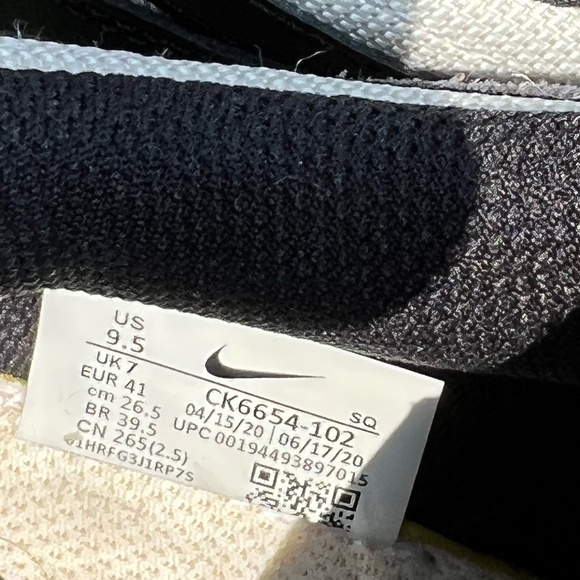 US
9.5
UK 7
EUR 41
cm 26.5
BR 39.5
CN 265(2.5)
CK6654-102 SQ
04/15/20 | 06/17/20
UPC 00194493897015